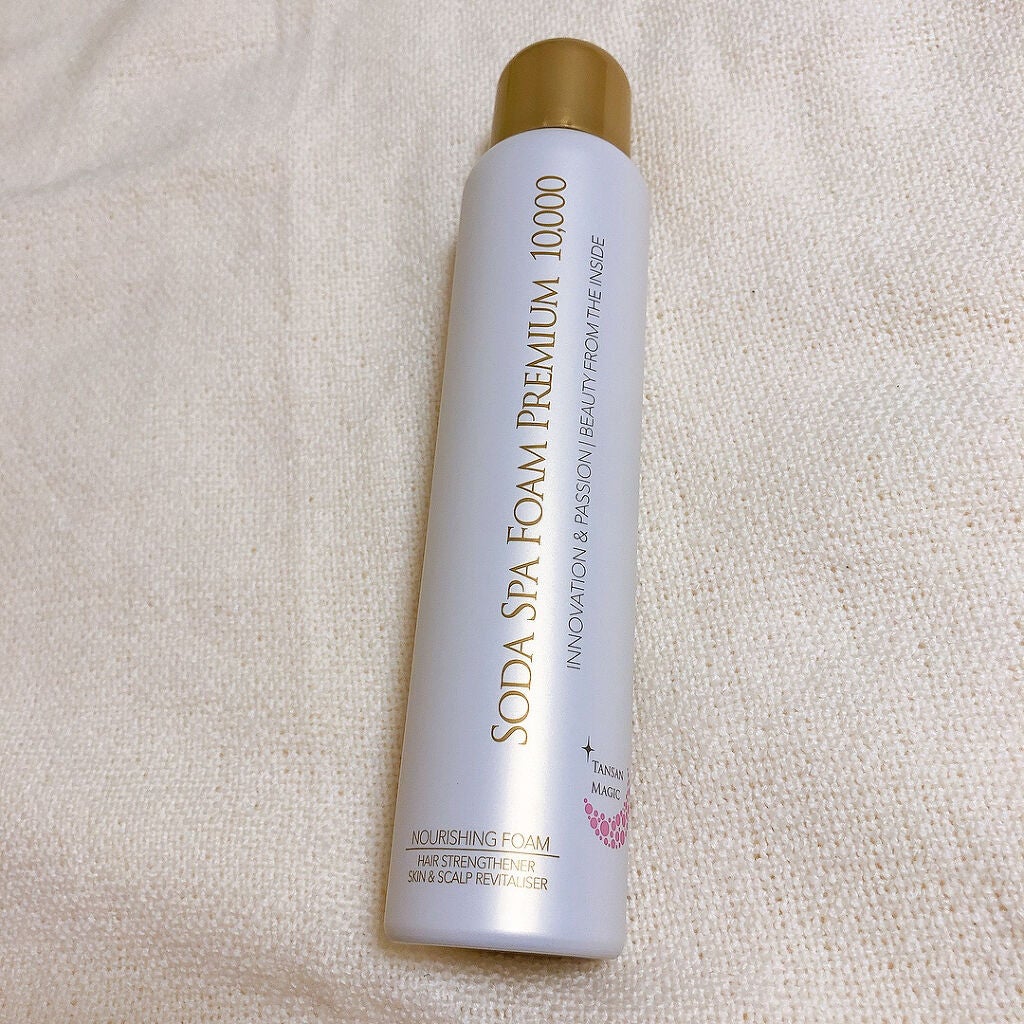 SODA SPA FOAM PREMIUM 10,000
INNOVATION & PASSION | BEAUTY FROM THE INSIDE
TANSAN
MAGIC
NOURISHING FOAM
HAIR STRENGTHENER
SKIN & SCALP REVITALISER